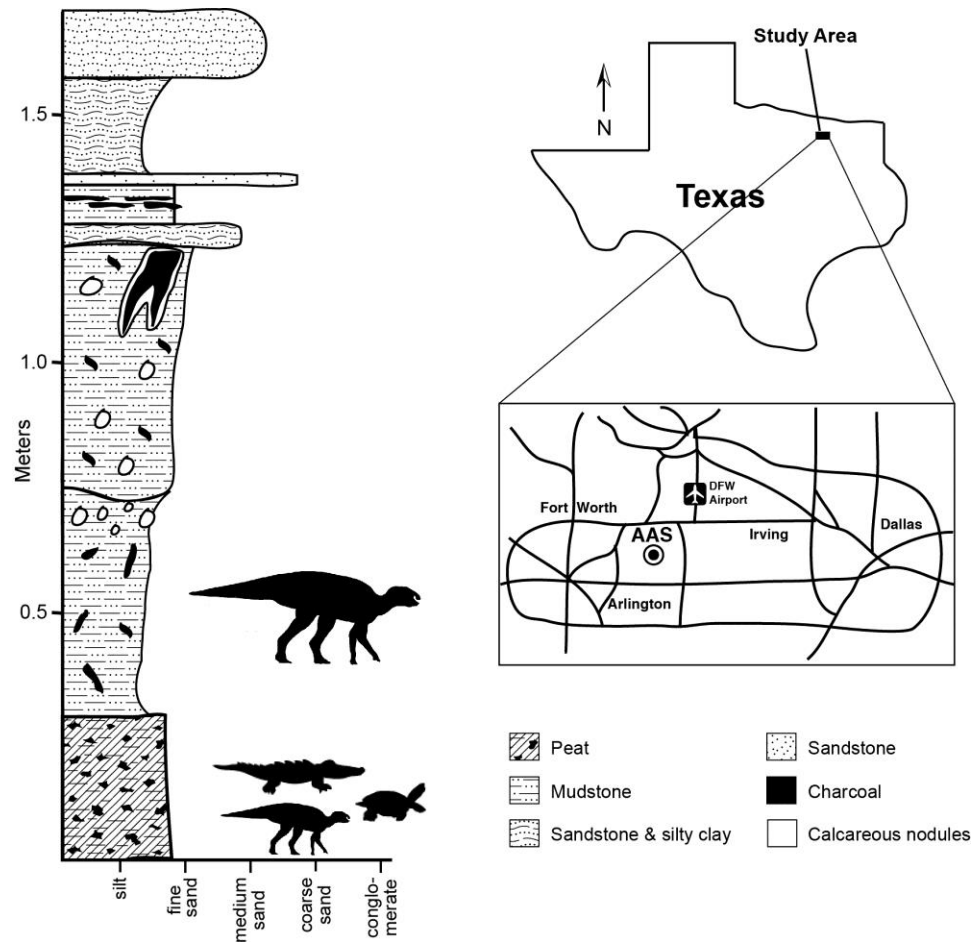 1.5
1.0
0.5
Meters
silt
fine
sand
medium
sand
coarse
sand
conglo-
merate
Study Area
N
Texas
DFW
Airport
Fort Worth
AAS
Irving
Dallas
Arlington
Peat
Mudstone
Sandstone & silty clay
Sandstone
Charcoal
Calcareous nodules